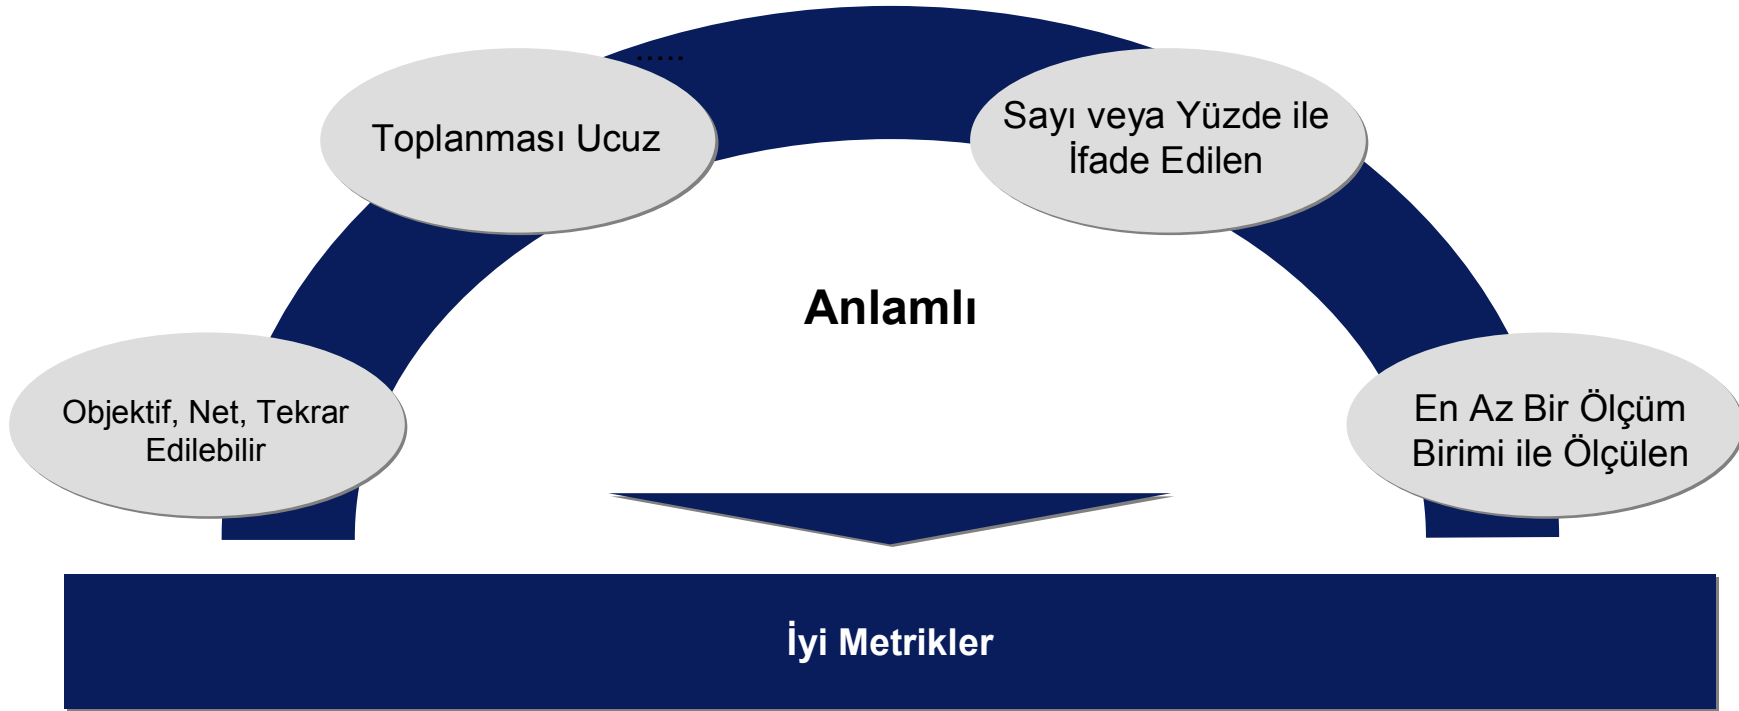 .....
Toplanması Ucuz
Sayı veya Yüzde ile
İfade Edilen
Anlamlı
Objektif, Net, Tekrar
Edilebilir
En Az Bir Ölçüm
Birimi ile Ölçülen
İyi Metrikler